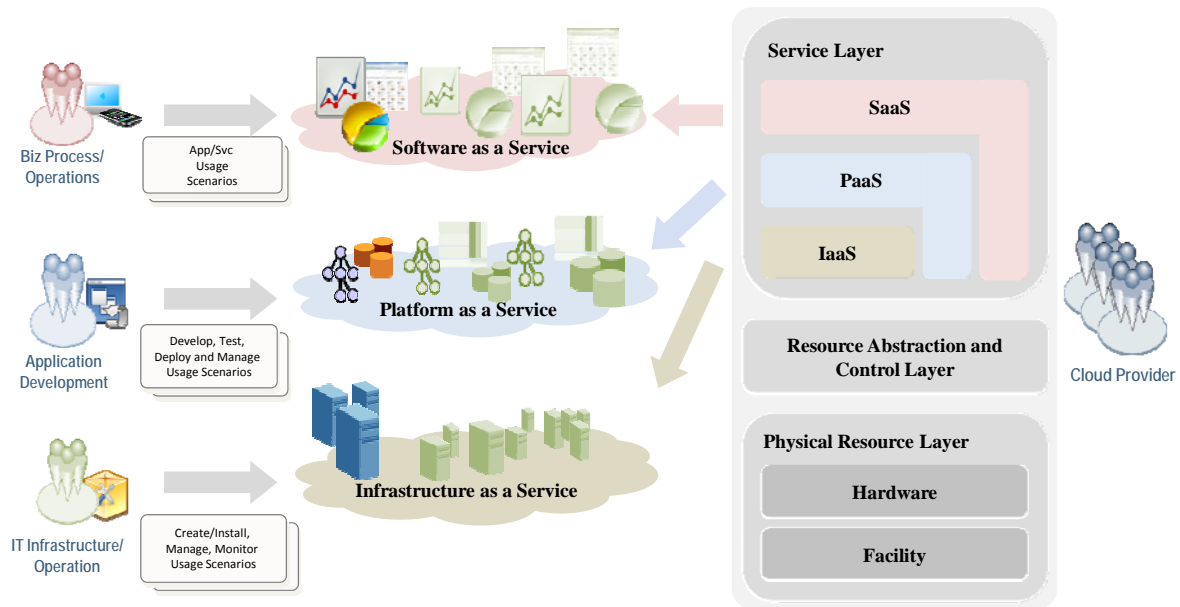 Biz Process/
Operations
App/Svc
Usage
Scenarios
Software as a Service
Application
Development
Develop, Test,
Deploy and Manage
Usage Scenarios
Platform as a Service
IT Infrastructure/
Operation
Create/Install,
Manage, Monitor
Usage Scenarios
Infrastructure as a Service
Service Layer
SaaS
PaaS
IaaS
Resource Abstraction and
Control Layer
Physical Resource Layer
Hardware
Facility
Cloud Provider